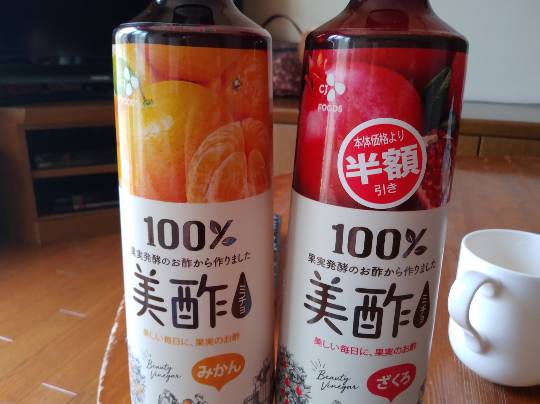 FOODS
100%
果実発酵のお酢から作りました
美酢
ミチョ
美しい毎日に、果実のお酢
Beauty
Vinegar
みかん
CJ
FOODS
本体価格より
半額
引き
100%
果実発酵のお酢から作りました
美酢
ミチョ
美しい毎日に、果実のお酢
Beauty
Vinegar
ざくろ